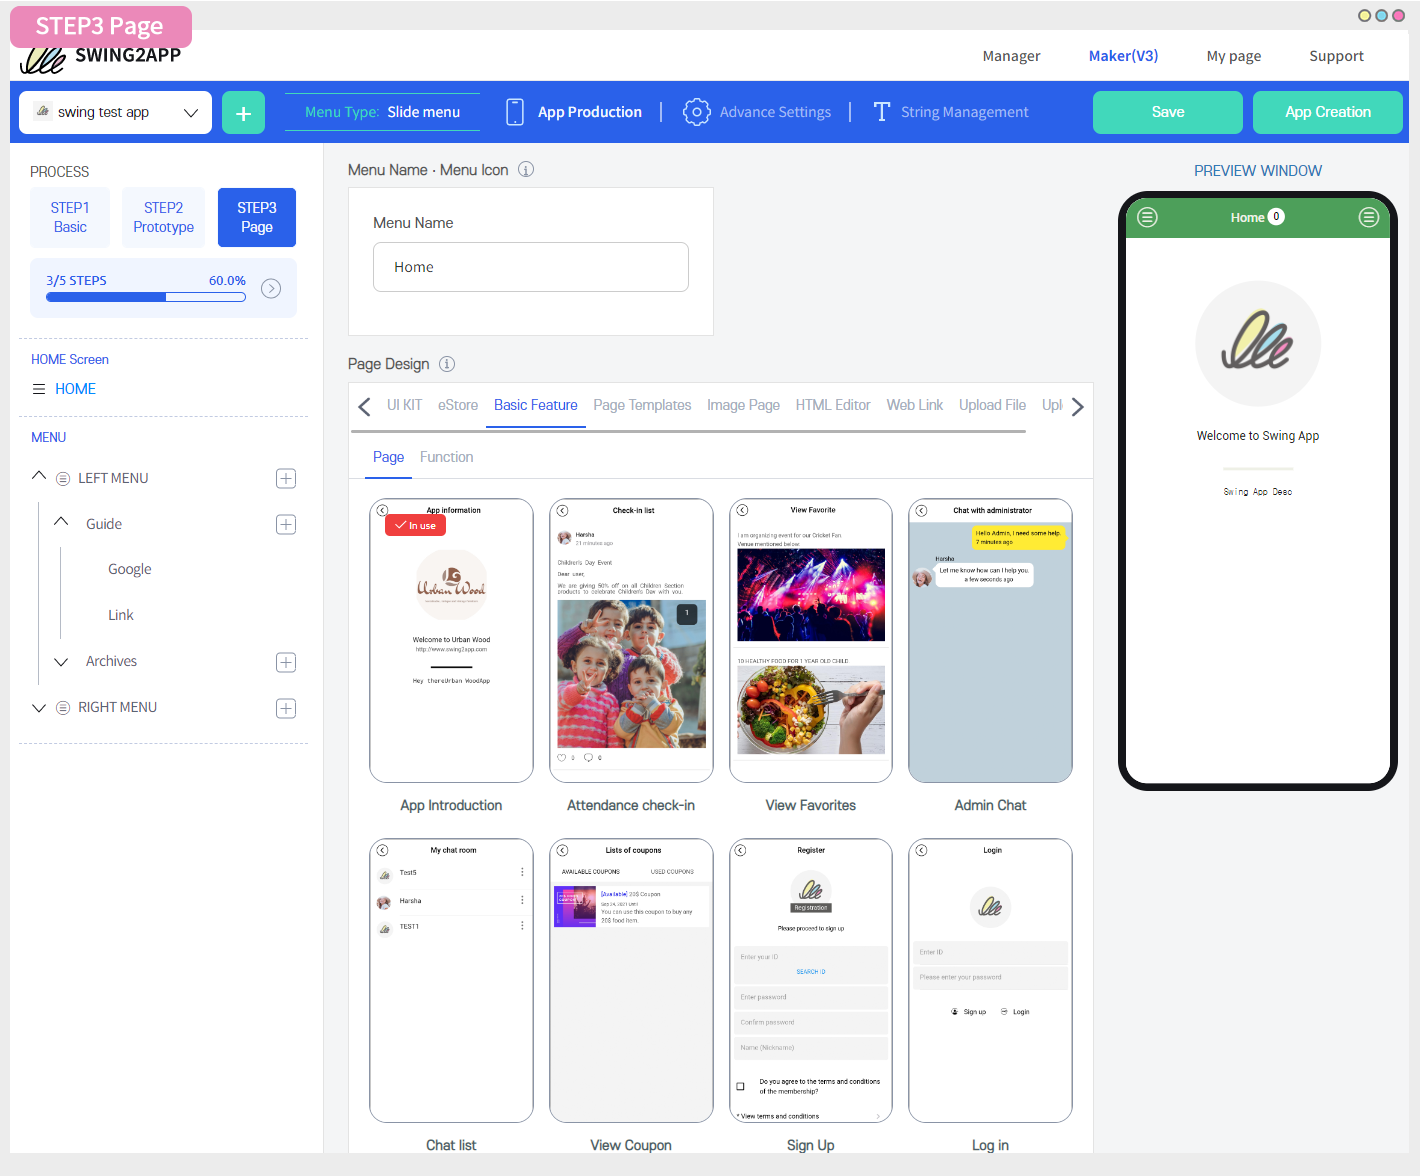 STEP3 Page
SWING2APP
Manager
Maker(V3)
My page
Support
swing test app
+
Menu Type: Slide menu
App Production
Advance Settings
String Management
Save
App Creation
PROCESS
STEP1
Basic
STEP2
Prototype
STEP3
Page
3/5 STEPS
60.0%
HOME Screen
HOME
MENU
LEFT MENU
Guide
Google
Link
Archives
RIGHT MENU
Menu Name · Menu Icon
Menu Name
Home
Page Design
UI KIT
eStore
Basic Feature
Page Templates
Image Page
HTML Editor
Web Link
Upload File
Upl
Page
Function
App information
In use
Urban Wood
Welcome to Urban Wood
http://www.swing2app.com
Hey thereUrban WoodApp
App Introduction
Check-in list
Harsha
21 minutes ago
Children's Day Event
Dear user,
We are giving 50% off on all Children Section
products to celebrate Children's Day with you.
1
0
0
Attendance check-in
View Favorite
I am organizing event for our Cricket Fan.
Venue mentioned below:
10 HEALTHY FOOD FOR 1 YEAR OLD CHILD
View Favorites
Chat with administrator
Hello Admin, I need some help.
7 minutes ago
Harsha
Let me know how can I help you.
a few seconds ago
Admin Chat
My chat room
Test5
Harsha
TEST1
Chat list
Lists of coupons
AVAILABLE COUPONS
USED COUPONS
[Available] 20$ Coupon
Sep 24, 2021 Until
You can use this coupon to buy any
20$ food item.
View Coupon
Register
Registration
Please proceed to sign up
Enter your ID
SEARCH ID
Enter password
Confirm password
Name (Nickname)
Do you agree to the terms and conditions
of the membership?
* View terms and conditions
Sign Up
Login
Enter ID
Please enter your password
Sign up
Login
Log in
PREVIEW WINDOW
Home 0
Welcome to Swing App
Swing App Desc